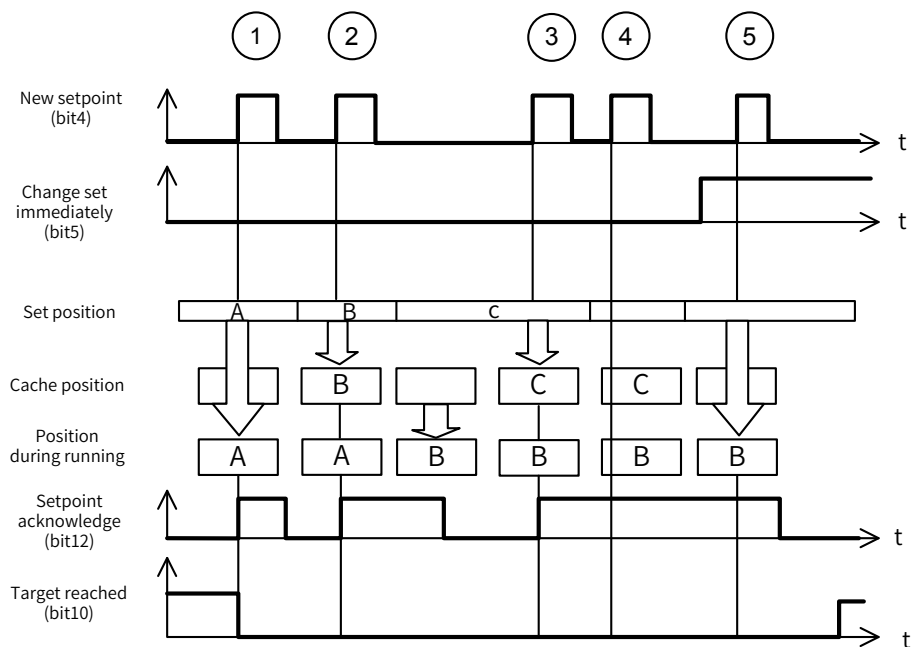 1 2 3 4 5
New setpoint
(bit4)
t
Change set
immediately
(bit5)
t
Set position
A B c
Cache position
B C C
Position
during running
A A B B B B
Setpoint
acknowledge
(bit12)
t
Target reached
(bit10)
t